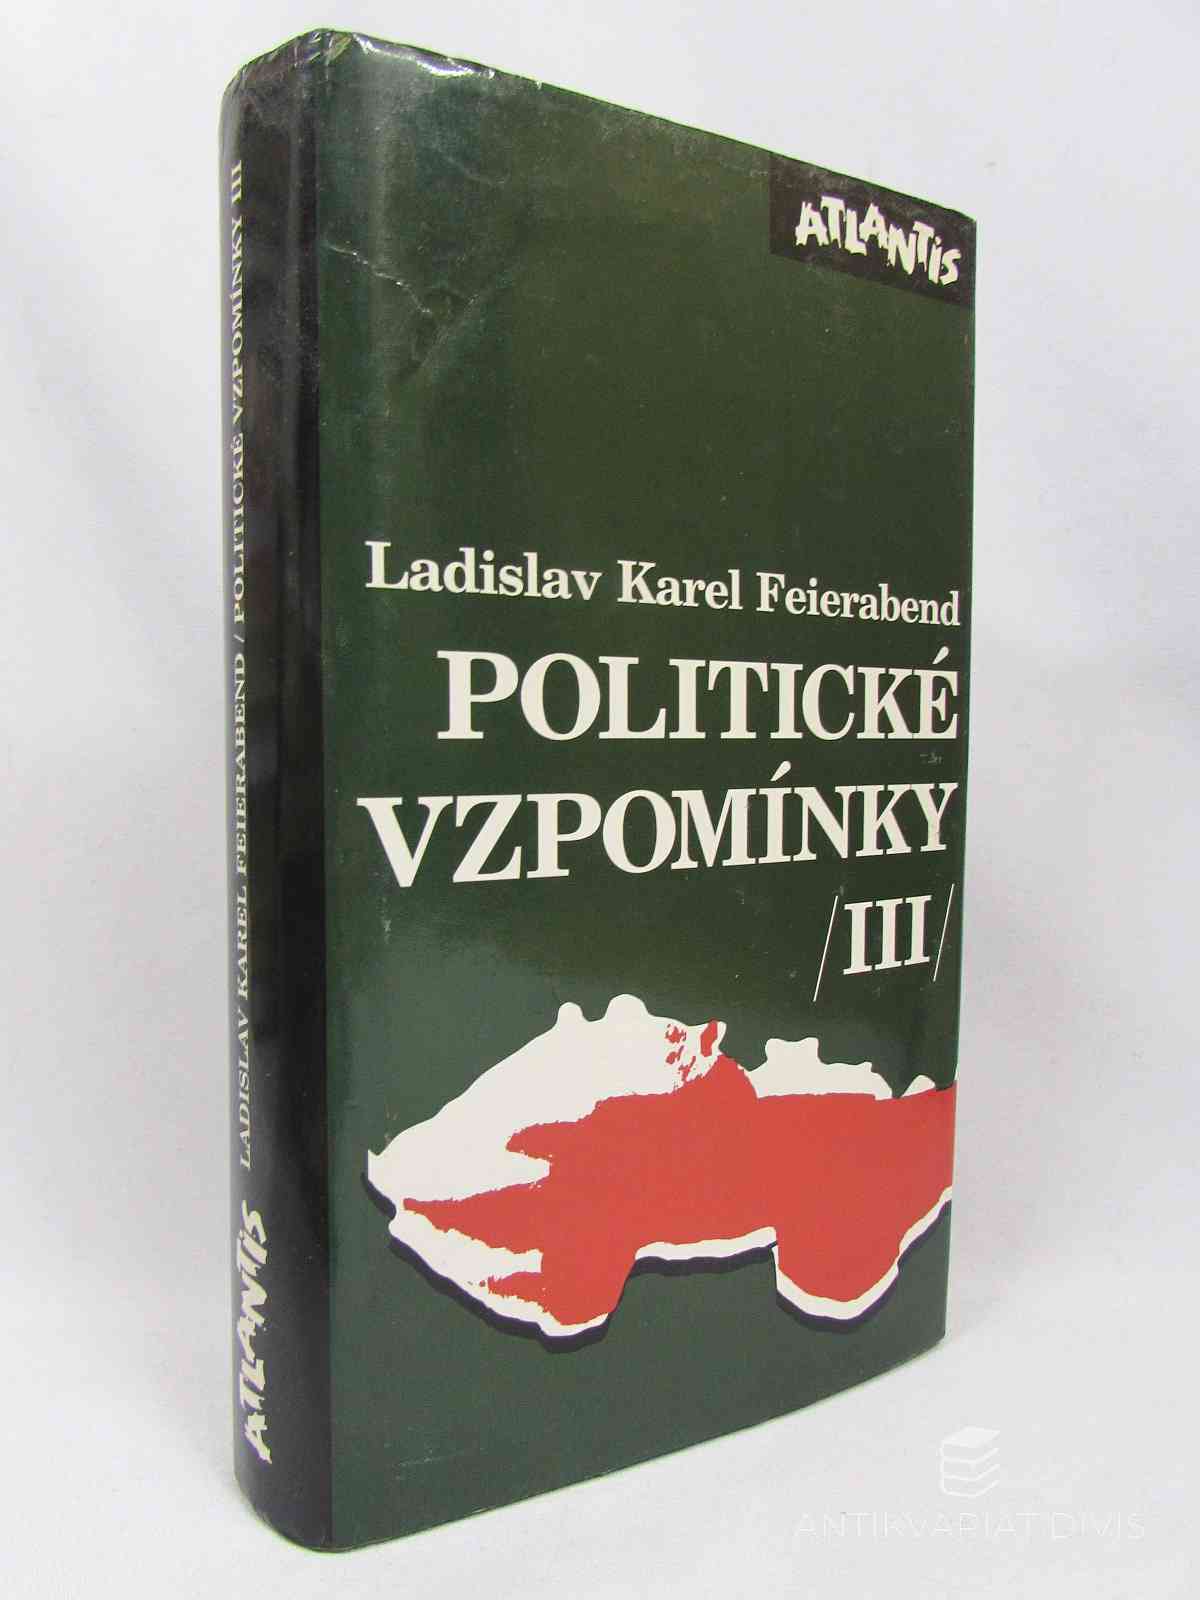 ATLANTIS
Ladislav Karel Feierabend
POLITICKÉ
VZPOMÍNKY
/III/
ATLANTIS LADISLAV KAREL FEIERABEND / POLITICKÉ VZPOMÍNKY III
ANTIKVARIÁT DIVIŠ